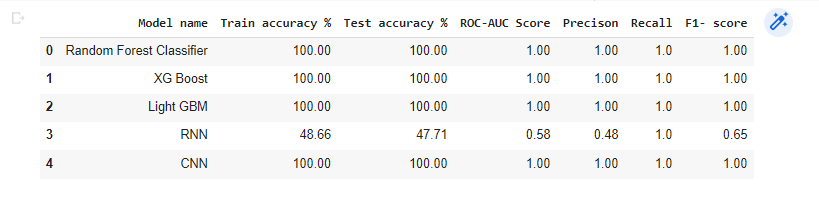 Model name Train accuracy % Test accuracy % ROC-AUC Score Precison Recall F1- score
0 Random Forest Classifier 100.00 100.00 1.00 1.00 1.0 1.00
1 XG Boost 100.00 100.00 1.00 1.00 1.0 1.00
2 Light GBM 100.00 100.00 1.00 1.00 1.0 1.00
3 RNN 48.66 47.71 0.58 0.48 1.0 0.65
4 CNN 100.00 100.00 1.00 1.00 1.0 1.00